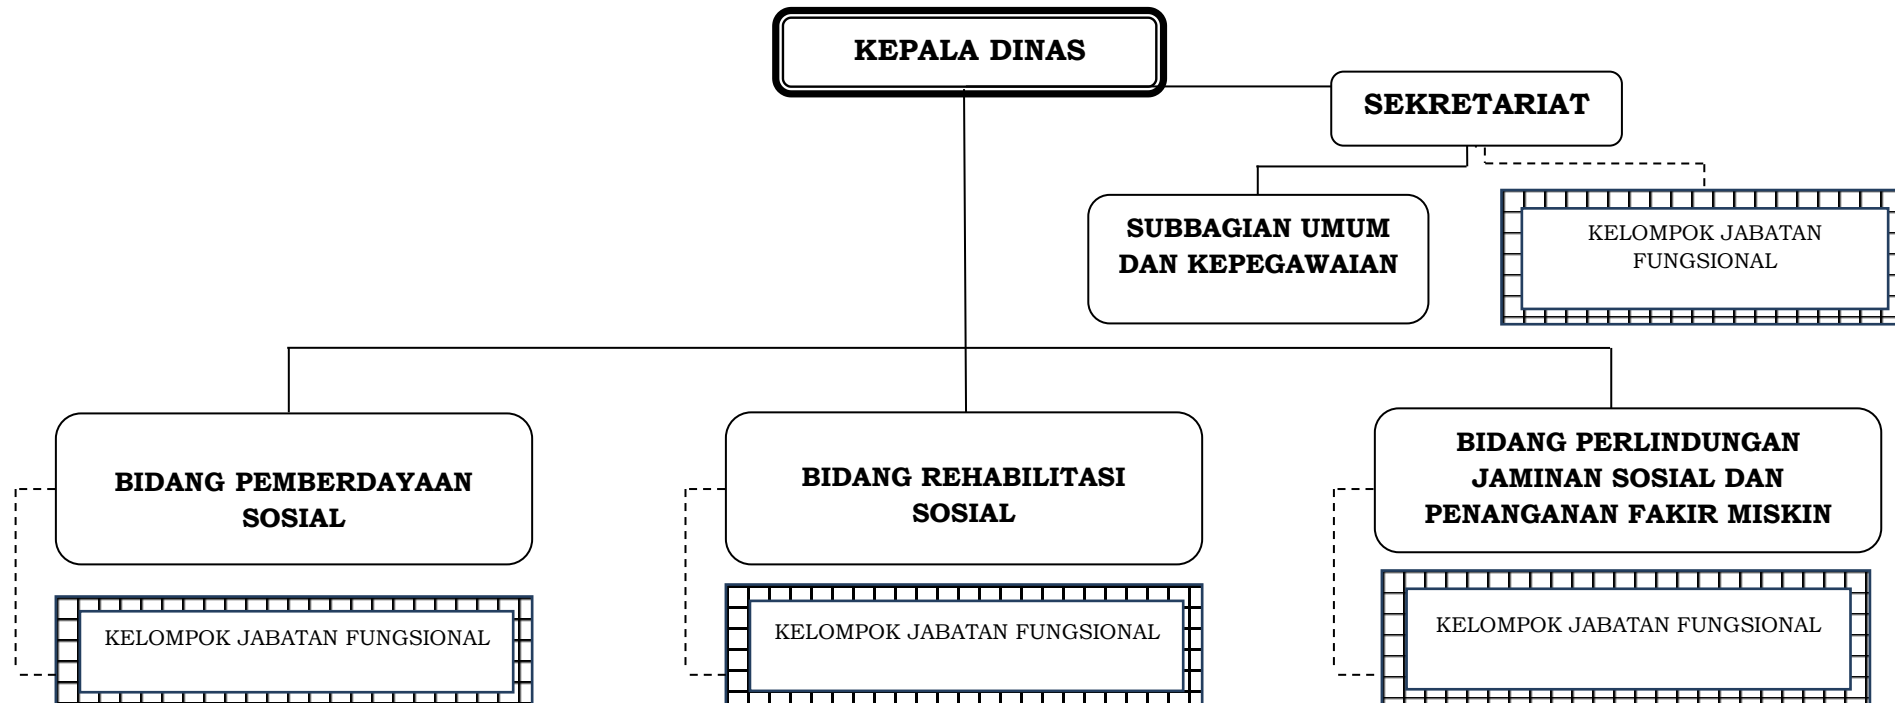 KEPALA DINAS
SEKRETARIAT
SUBBAGIAN UMUM
DAN KEPEGAWAIAN
KELOMPOK JABATAN
FUNGSIONAL
BIDANG PEMBERDAYAAN
SOSIAL
BIDANG REHABILITASI
SOSIAL
BIDANG PERLINDUNGAN
JAMINAN SOSIAL DAN
PENANGANAN FAKIR MISKIN
KELOMPOK JABATAN FUNGSIONAL
KELOMPOK JABATAN FUNGSIONAL
KELOMPOK JABATAN FUNGSIONAL